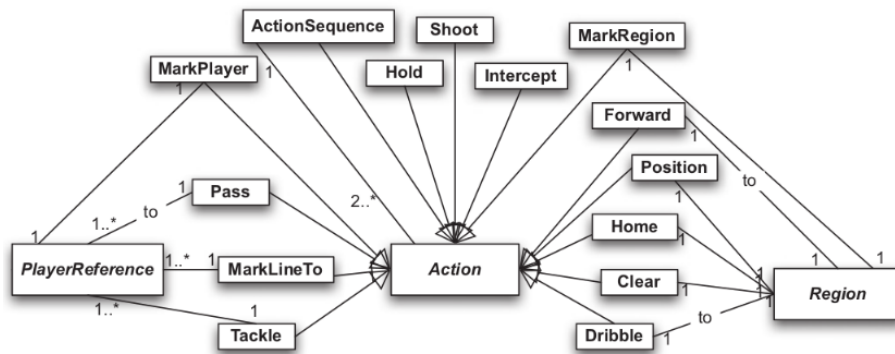 ActionSequence
Shoot
MarkRegion
MarkPlayer
1
1
Hold
Intercept
1
Forward
1
Position
1
Pass
1..*
to
1
2..*
to
Home
1
1
PlayerReference
1..*
1
MarkLineTo
Action
Clear
1
1
1
1
1
1
1
Region
1..*
1
Tackle
Dribble
1
to